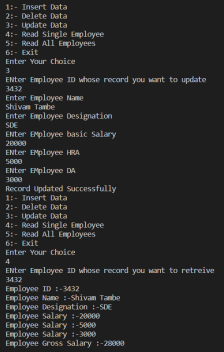 1:- Insert Data
2:- Delete Data
3:- Update Data
4:- Read Single Employee
5:- Read All Employees
6:- Exit
Enter Your Choice
3
ENter Employee ID whose record you want to update
3432
Enter Employee Name
Shivam Tambe
Enter Employee Designation
SDE
ENter EMployee basic Salary
20000
ENter EMployee HRA
5000
ENter EMployee DA
3000
Record Updated Successfully
1:- Insert Data
2:- Delete Data
3:- Update Data
4:- Read Single Employee
5:- Read All Employees
6:- Exit
Enter Your Choice
4
ENter Employee ID whose record you want to retreive
3432
Employee ID :-3432
Employee Name :-Shivam Tambe
Employee Designation :-SDE
Employee Salary :-20000
Employee Salary :-5000
Employee Salary :-3000
Employee Gross Salary :-28000